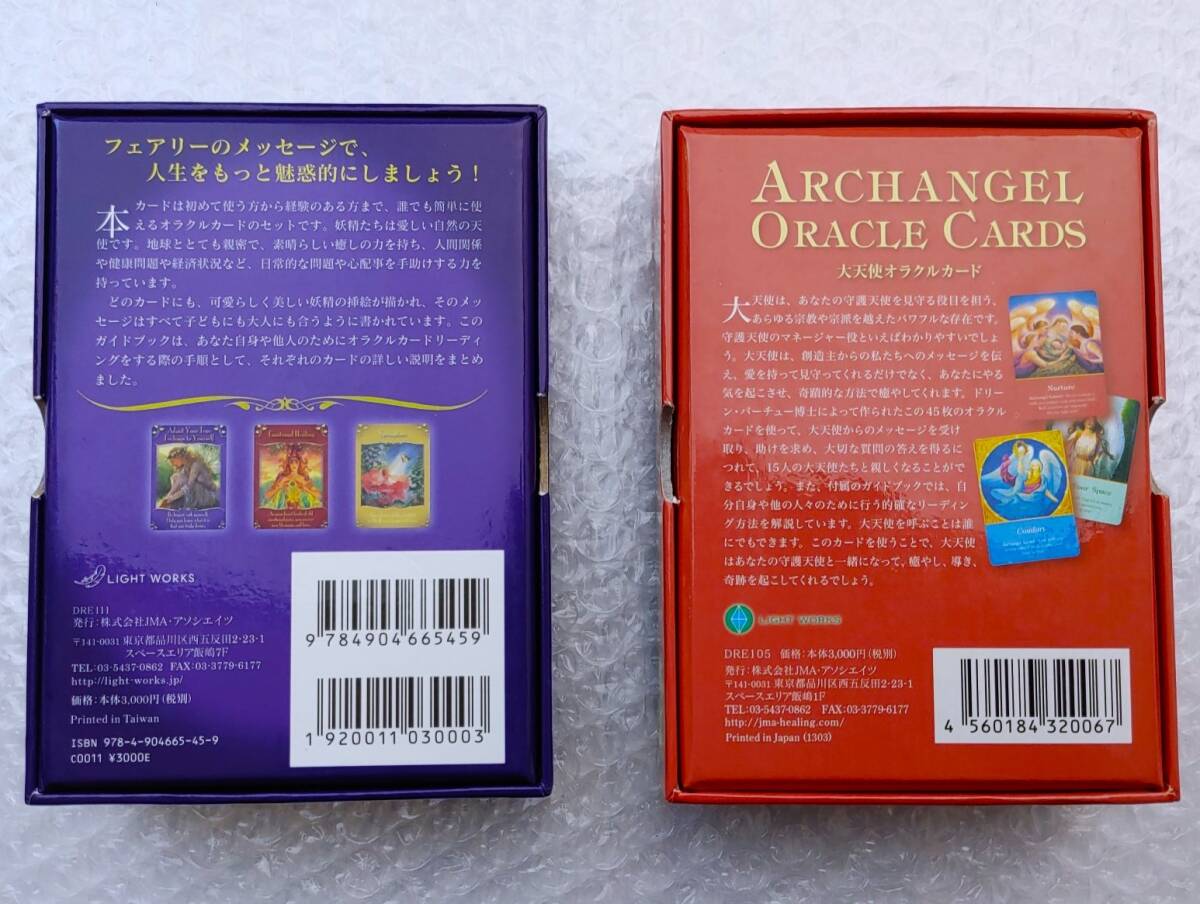 フェアリーのメッセージで、
人生をもっと魅惑的にしましょう！
本カードは初めて使う方から経験のある方まで、誰でも簡単に使
えるオラクルカードのセットです。妖精たちは愛しい自然の天
使です。地球ととても親密で、素晴らしい癒しの力を持ち、人間関係
や健康問題や経済状況など、日常的な問題や心配事を手助けする力を
持っています。
どのカードにも、可愛らしく美しい妖精の挿絵が描かれ、そのメッ
セージはすべて子どもにも大人にも合うように書かれています。この
ガイドブックは、あなた自身や他人のためにオラクルカードリーディ
ングをする際の手順として、それぞれのカードの詳しい説明をまとめ
ました。
Admit Your True
Feelings to Yourself
Emotional Healing
LIGHT WORKS
DRE111
発行：株式会社JMA・アソシエイツ
〒141-0031 東京都品川区西五反田2-23-1
スペースエリア飯嶋7F
TEL:03-5437-0862 FAX:03-3779-6177
http://light-works.jp/
価格：本体3,000円（税別）
Printed in Taiwan
ISBN 978-4-904665-45-9
C0011 ¥3000E
9 784904 665459
1 920011 030003
ARCHANGEL
ORACLE CARDS
大天使オラクルカード
大天使は、あなたの守護天使を見守る役目を担う、
あらゆる宗教や宗派を越えたパワフルな存在です。
守護天使のマネージャー役といえばわかりやすいでしょ
う。大天使は、創造主からの私たちへのメッセージを伝
え、愛を持って見守ってくれるだけでなく、あなたにやる
気を起こさせ、奇蹟的な方法で癒やしてくれます。ドリー
ン・バーチュー博士によって作られたこの45枚のオラクル
カードを使って、大天使からのメッセージを受け
取り、助けを求め、大切な質問の答えを得るに
つれて、15人の大天使たちと親しくなることがで
きるでしょう。また、付属のガイドブックでは、自
分自身や他の人々のために行う的確なリーディン
グ方法を解説しています。大天使を呼ぶことは誰
にでもできます。このカードを使うことで、大天使
はあなたの守護天使と一緒になって、癒やし、導き、
奇跡を起こしてくれるでしょう。
Nurture
Space
Comfort
LIGHT WORKS
DRE105 価格：本体3,000円（税別）
発行：株式会社JMA・アソシエイツ
〒141-0031 東京都品川区西五反田2-23-1
スペースエリア飯嶋1F
TEL:03-5437-0862 FAX:03-3779-6177
http://jma-healing.com/
Printed in Japan (1303)
4 560184 320067